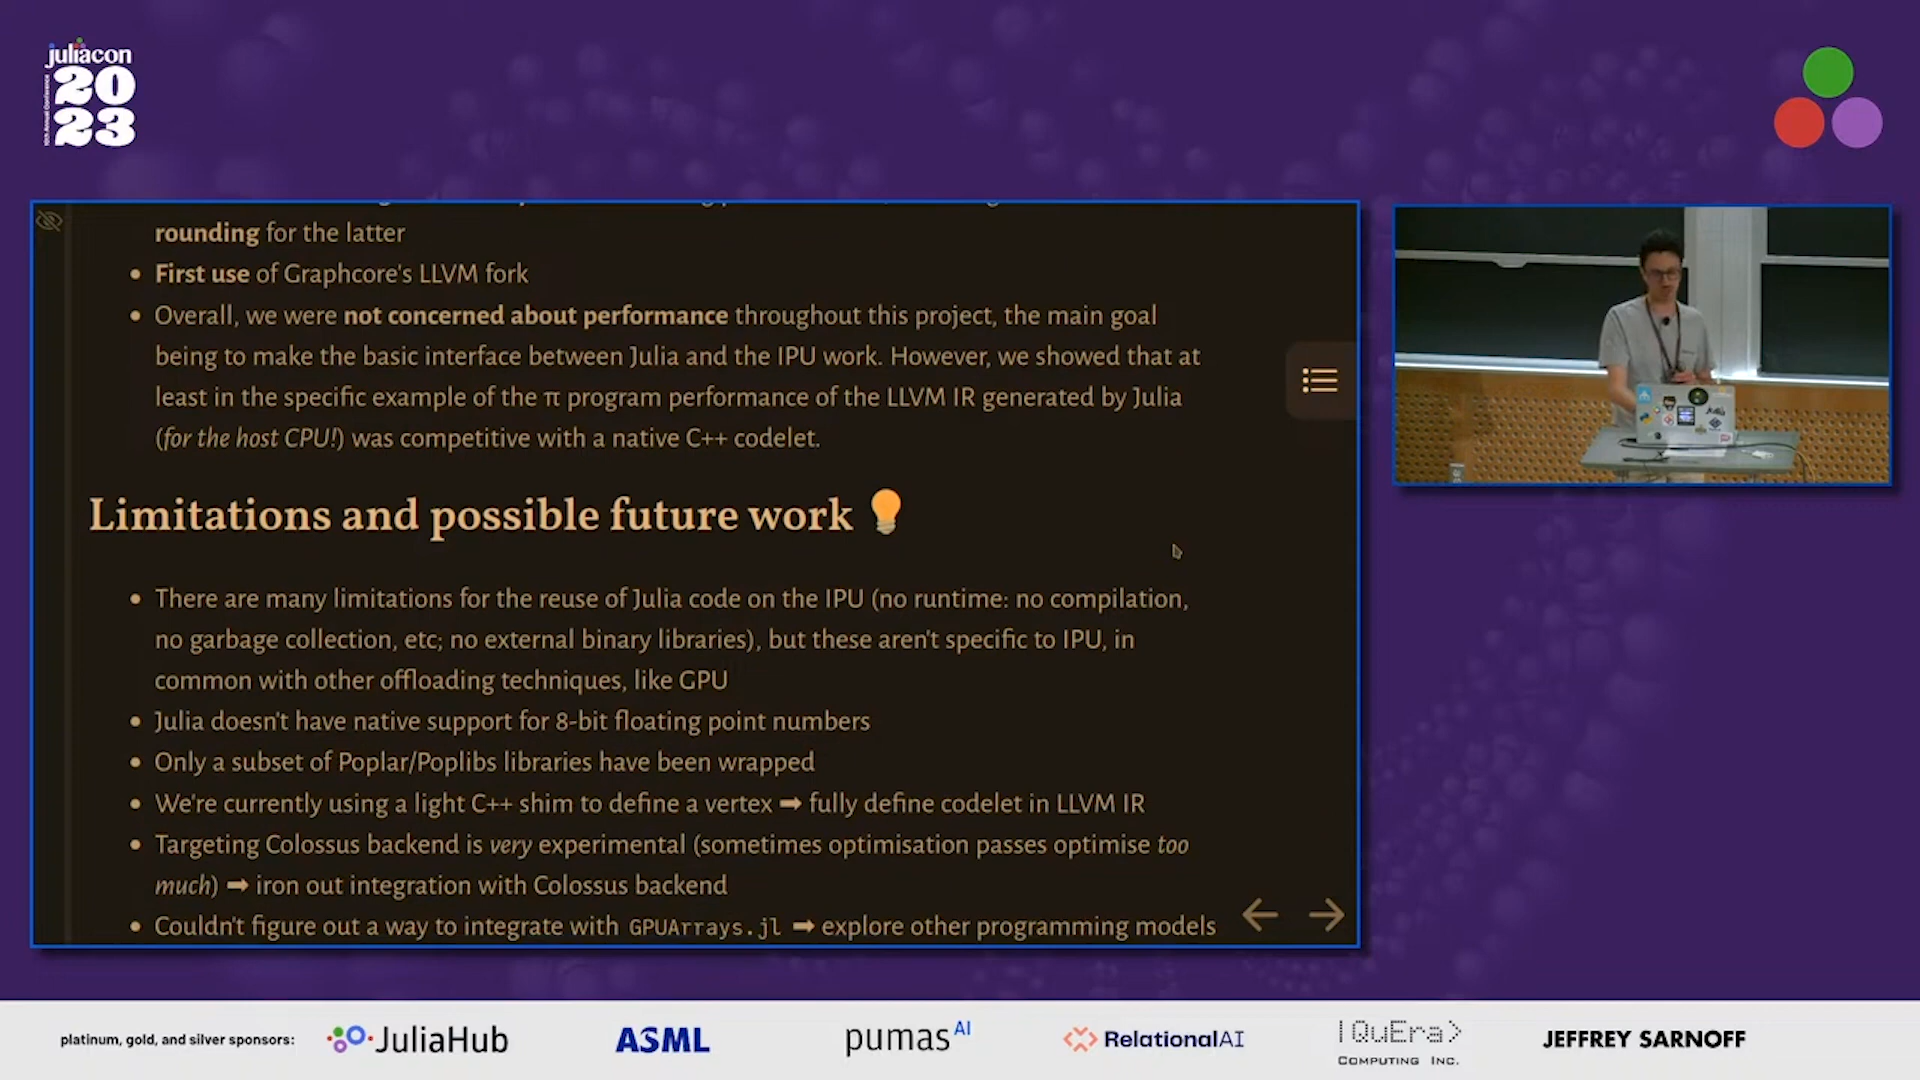 juliacon
20
23
rounding for the latter
• First use of Graphcore's LLVM fork
• Overall, we were not concerned about performance throughout this project, the main goal
being to make the basic interface between Julia and the IPU work. However, we showed that at
least in the specific example of the π program performance of the LLVM IR generated by Julia
(for the host CPU!) was competitive with a native C++ codelet.
Limitations and possible future work
• There are many limitations for the reuse of Julia code on the IPU (no runtime: no compilation,
no garbage collection, etc; no external binary libraries), but these aren't specific to IPU, in
common with other offloading techniques, like GPU
• Julia doesn't have native support for 8-bit floating point numbers
• Only a subset of Poplar/Poplibs libraries have been wrapped
• We're currently using a light C++ shim to define a vertex ➡ fully define codelet in LLVM IR
• Targeting Colossus backend is very experimental (sometimes optimisation passes optimise too
much) ➡ iron out integration with Colossus backend
• Couldn't figure out a way to integrate with GPUArrays.jl ➡ explore other programming models
platinum, gold, and silver sponsors:
JuliaHub
ASML
pumasAI
RelationalAI
|QuEra>
COMPUTING INC.
JEFFREY SARNOFF